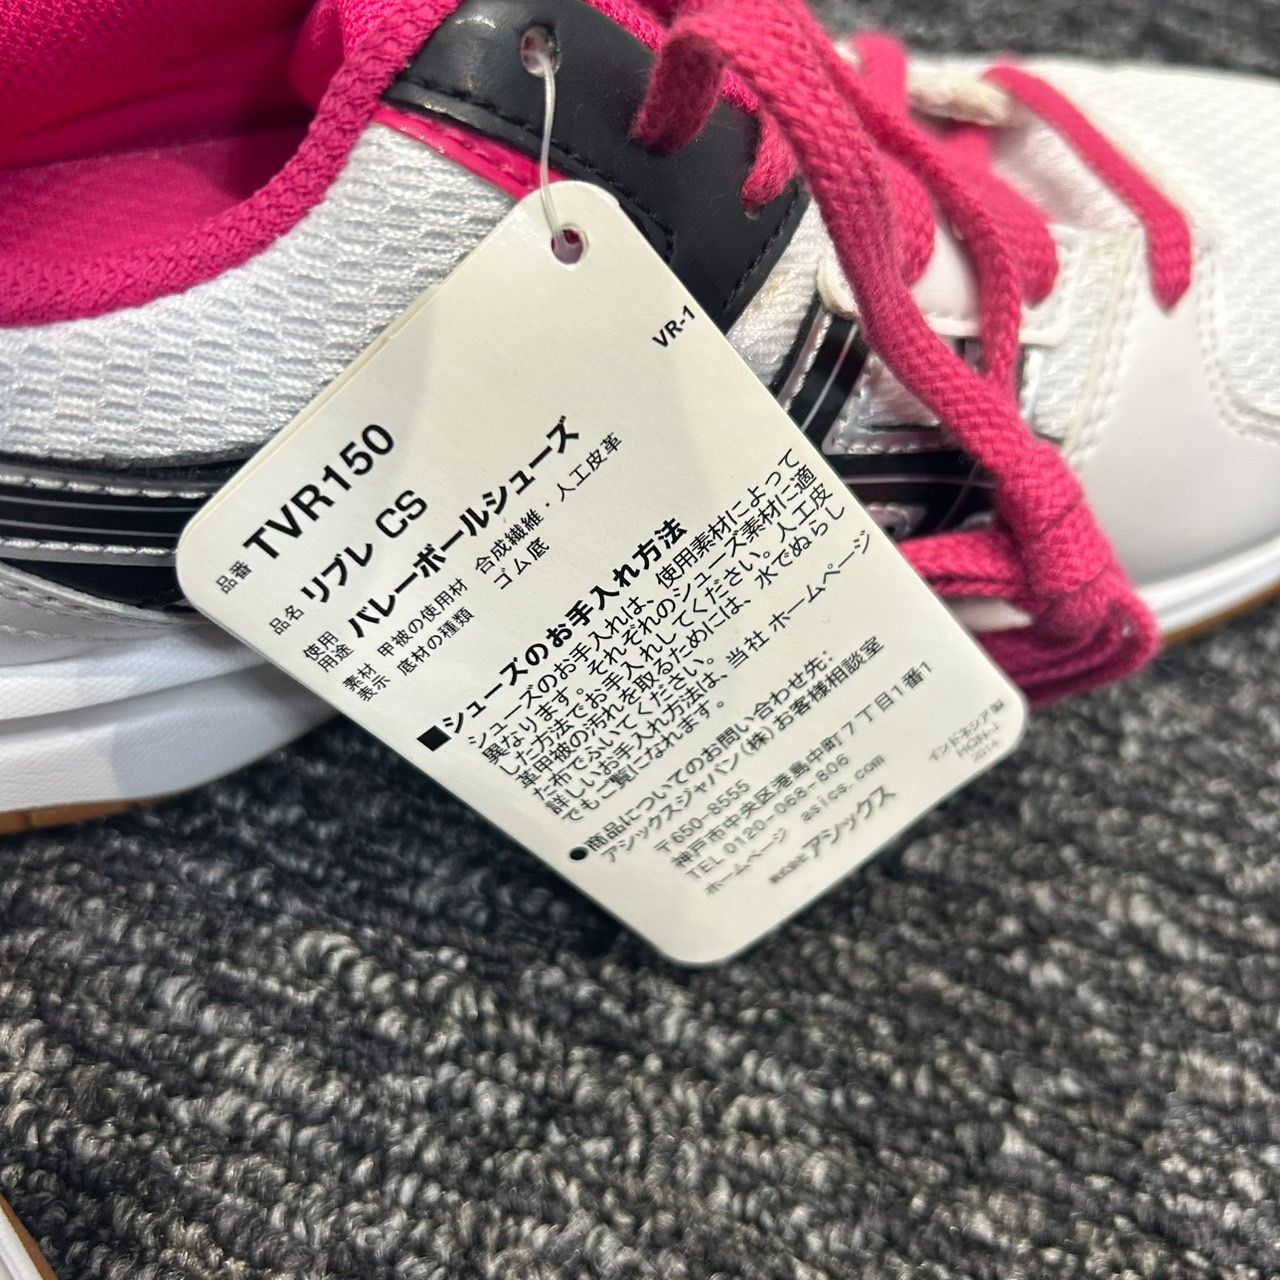 VR-1
品番 TVR150
品名 リブレ CS
使用用途 バレーボールシューズ
素材表示 甲被の使用材 合成繊維・人工皮革
底材の種類 ゴム底
■シューズのお手入れ方法
シューズのお手入れは、使用素材によって
異なります。それぞれのシューズ素材に適
した方法でお手入れしてください。人工皮
革甲被の汚れを取るためには、水でぬらし
た布でふいてください。
詳しいお手入れ方法は、当社 ホームページ
でもご覧になれます。
●商品についてのお問い合わせ先:
アシックスジャパン(株)お客様相談室
〒650-8555
神戸市中央区港島中町7丁目1番1
TEL 0120-068-806
ホームページ asics.com
株式会社アシックス
インドネシア製
2014